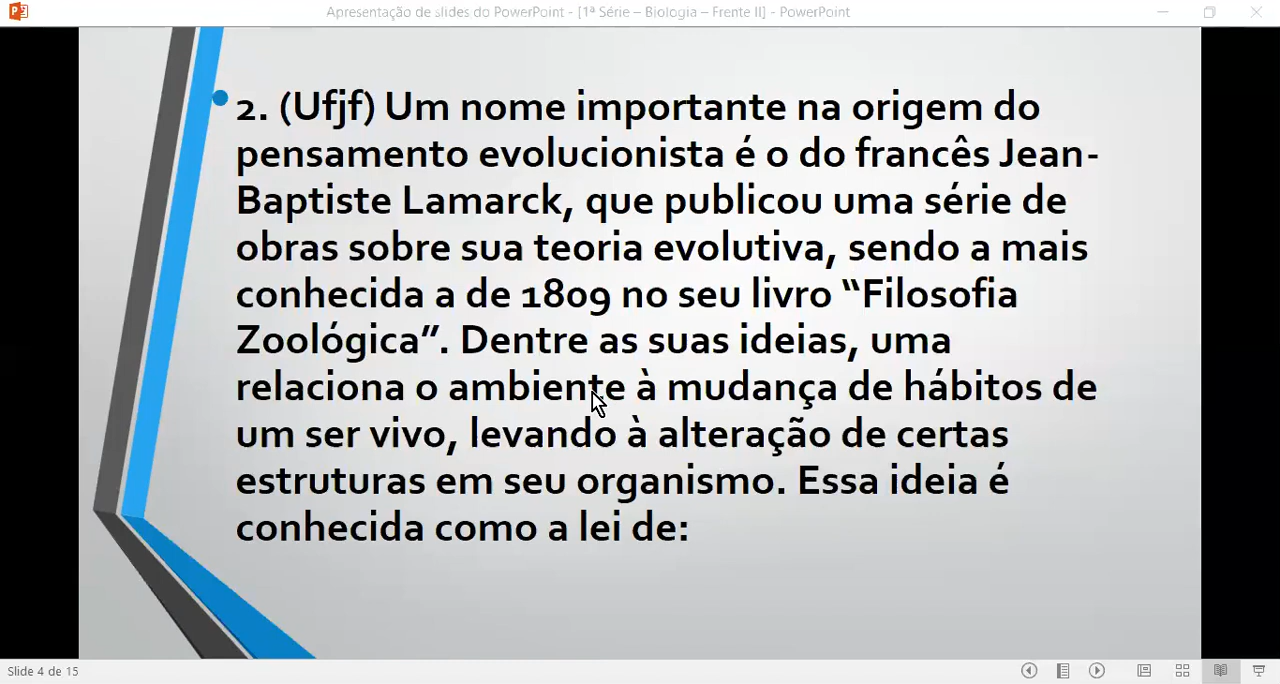 Apresentação de slides do PowerPoint - [1ª Série – Biologia – Frente II] - PowerPoint
2. (Ufjf) Um nome importante na origem do
pensamento evolucionista é o do francês Jean-
Baptiste Lamarck, que publicou uma série de
obras sobre sua teoria evolutiva, sendo a mais
conhecida a de 1809 no seu livro “Filosofia
Zoológica”. Dentre as suas ideias, uma
relaciona o ambiente à mudança de hábitos de
um ser vivo, levando à alteração de certas
estruturas em seu organismo. Essa ideia é
conhecida como a lei de:
Slide 4 de 15